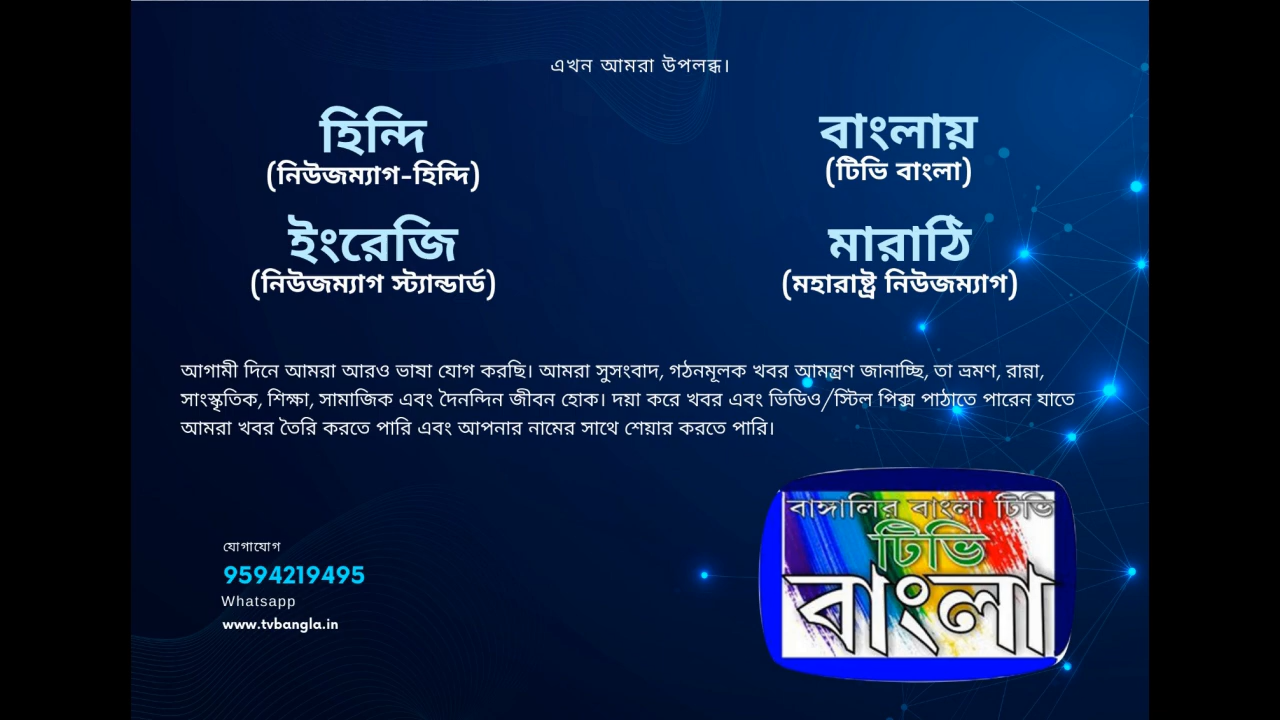 এখন আমরা উপলব্ধ।
হিন্দি
(নিউজম্যাগ-হিন্দি)
বাংলায়
(টিভি বাংলা)
ইংরেজি
(নিউজম্যাগ স্ট্যান্ডার্ড)
মারাঠি
(মহারাষ্ট্র নিউজম্যাগ)
আগামী দিনে আমরা আরও ভাষা যোগ করছি। আমরা সুসংবাদ, গঠনমূলক খবর আমন্ত্রণ জানাচ্ছি, তা ভ্রমণ, রান্না,
সাংস্কৃতিক, শিক্ষা, সামাজিক এবং দৈনন্দিন জীবন হোক। দয়া করে খবর এবং ভিডিও/স্টিল পিক্স পাঠাতে পারেন যাতে
আমরা খবর তৈরি করতে পারি এবং আপনার নামের সাথে শেয়ার করতে পারি।
যোগাযোগ
9594219495
Whatsapp
www.tvbangla.in
বাঙ্গালির বাংলা টিভি
টিভি
বাংলা